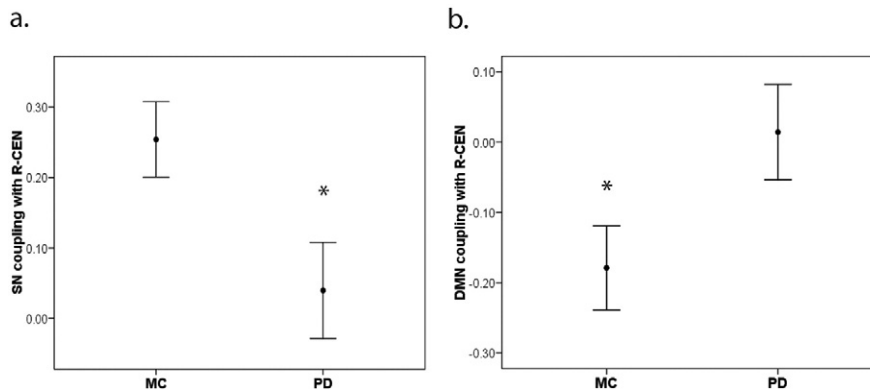 a.
SN coupling with R-CEN
0.30
0.20
0.10
0.00
*
MC PD
b.
DMN coupling with R-CEN
0.10
0.00
-0.10
-0.20
-0.30
*
MC PD